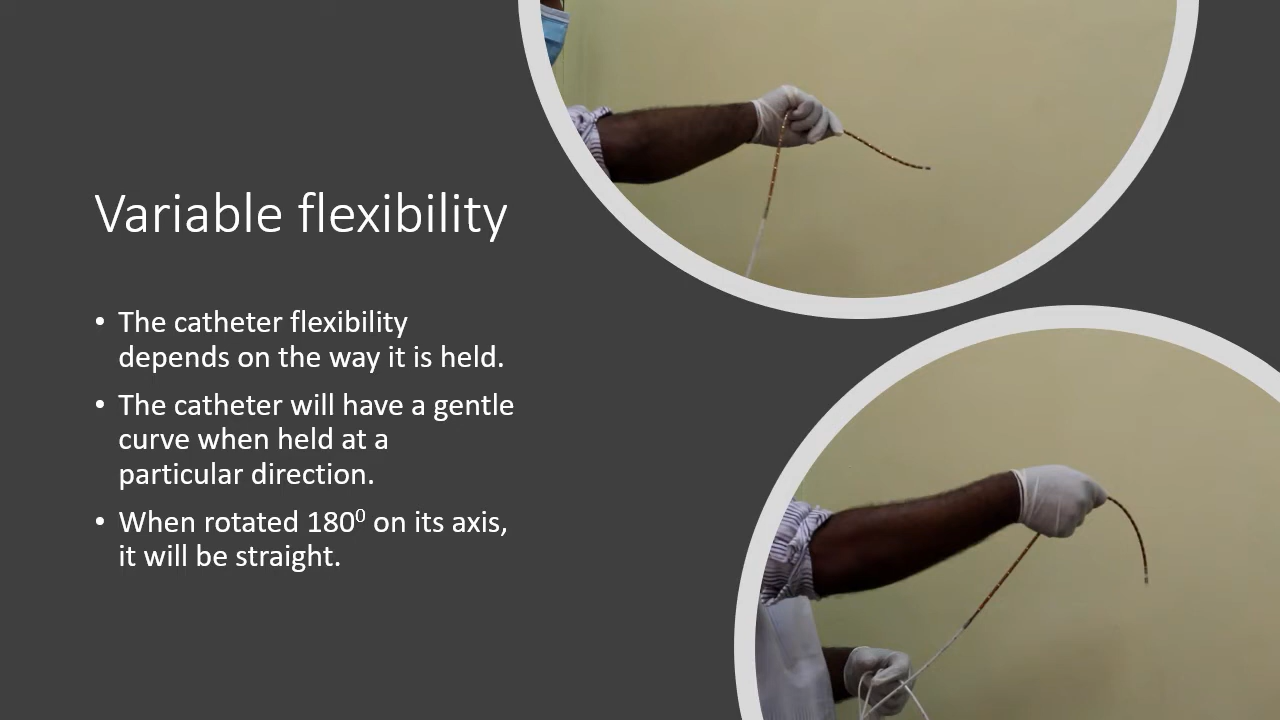 Variable flexibility
• The catheter flexibility
depends on the way it is held.
• The catheter will have a gentle
curve when held at a
particular direction.
• When rotated 180⁰ on its axis,
it will be straight.